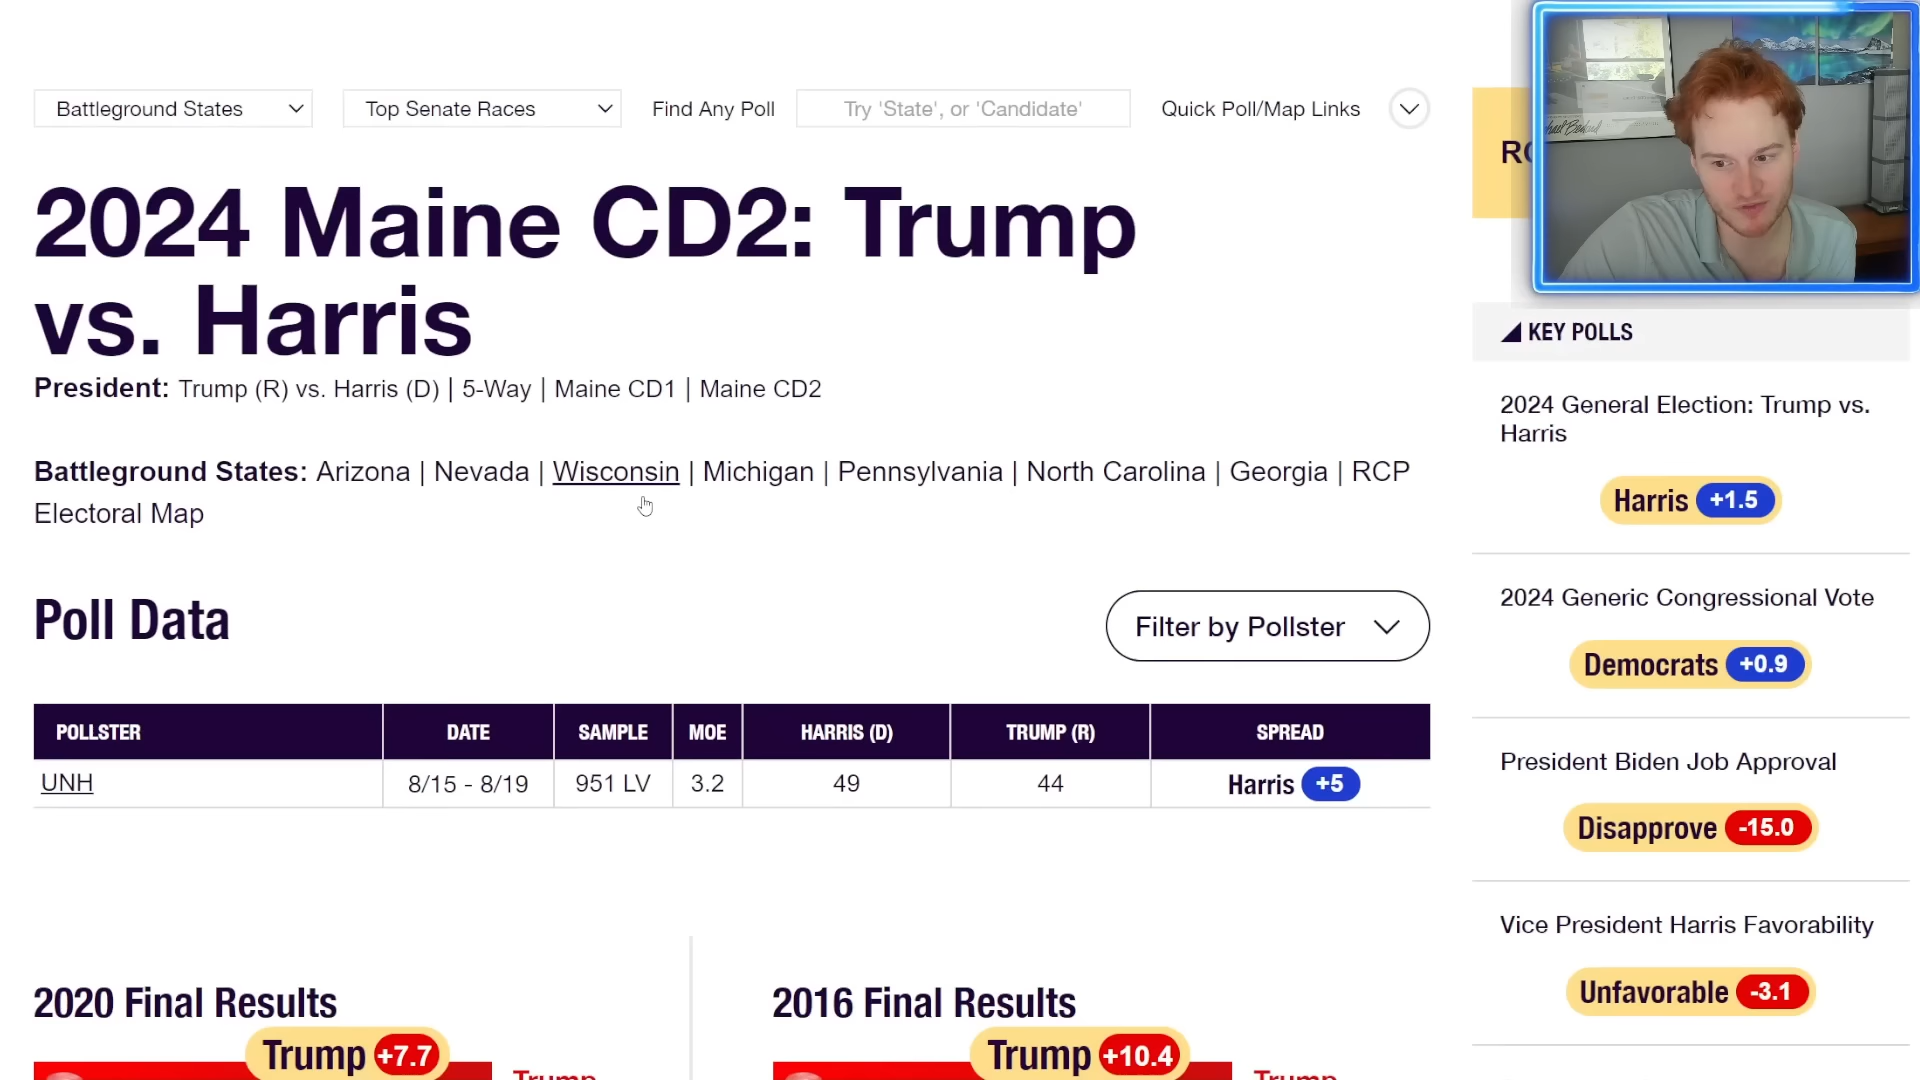 Battleground States
Top Senate Races
Find Any Poll
Try 'State', or 'Candidate'
Quick Poll/Map Links
2024 Maine CD2: Trump
vs. Harris
President: Trump (R) vs. Harris (D) | 5-Way | Maine CD1 | Maine CD2
Battleground States: Arizona | Nevada | Wisconsin | Michigan | Pennsylvania | North Carolina | Georgia | RCP
Electoral Map
Poll Data
Filter by Pollster
POLLSTER DATE SAMPLE MOE HARRIS (D) TRUMP (R) SPREAD
UNH 8/15 - 8/19 951 LV 3.2 49 44 Harris +5
2020 Final Results
Trump +7.7
Trump
2016 Final Results
Trump +10.4
Trump
KEY POLLS
2024 General Election: Trump vs.
Harris
Harris +1.5
2024 Generic Congressional Vote
Democrats +0.9
President Biden Job Approval
Disapprove -15.0
Vice President Harris Favorability
Unfavorable -3.1